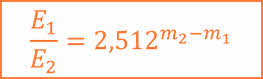 E₁/E₂ = 2,512^(m₂−m₁)